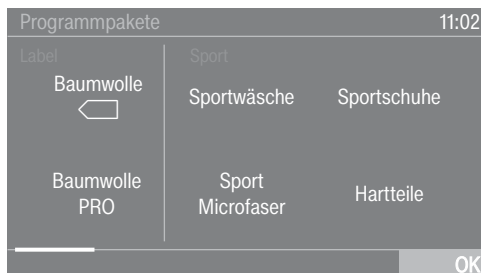 Programmpakete 11:02
Label Sport
Baumwolle
Sportwäsche Sportschuhe
Baumwolle
PRO
Sport
Microfaser
Hartteile
OK